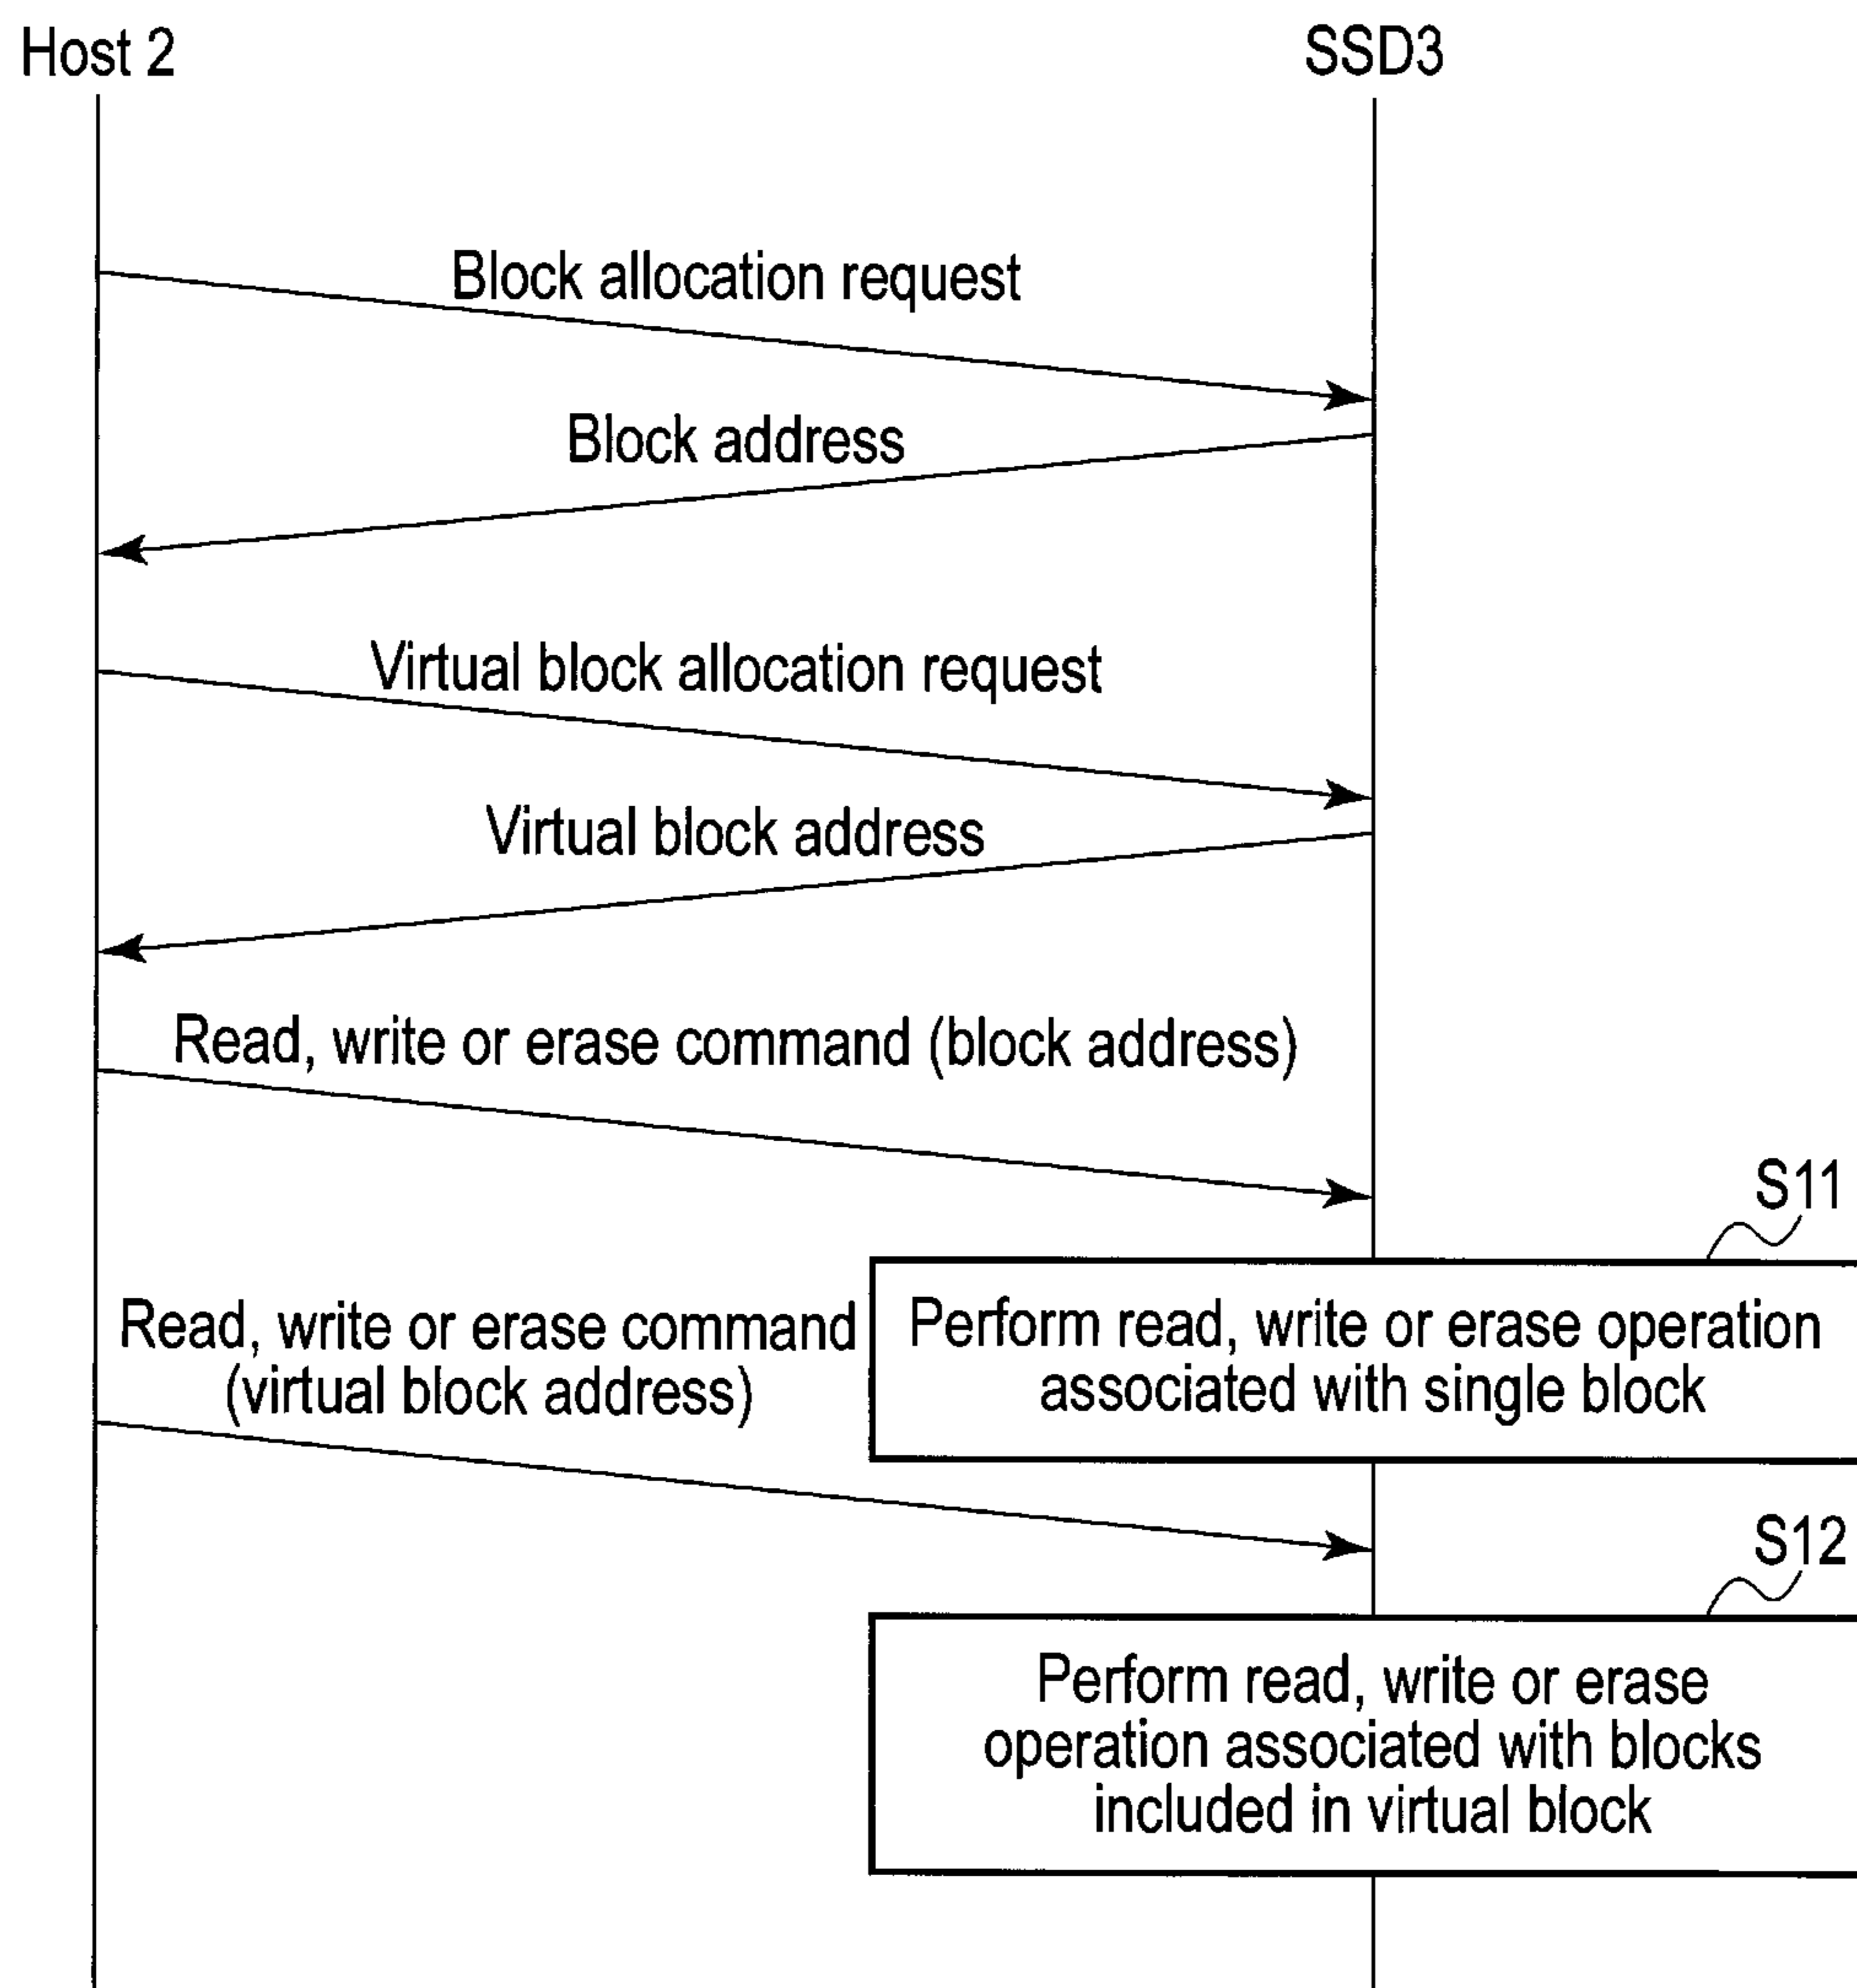 Host 2
SSD3
Block allocation request
Block address
Virtual block allocation request
Virtual block address
Read, write or erase command (block address)
S11
Read, write or erase command
(virtual block address)
Perform read, write or erase operation
associated with single block
S12
Perform read, write or erase
operation associated with blocks
included in virtual block